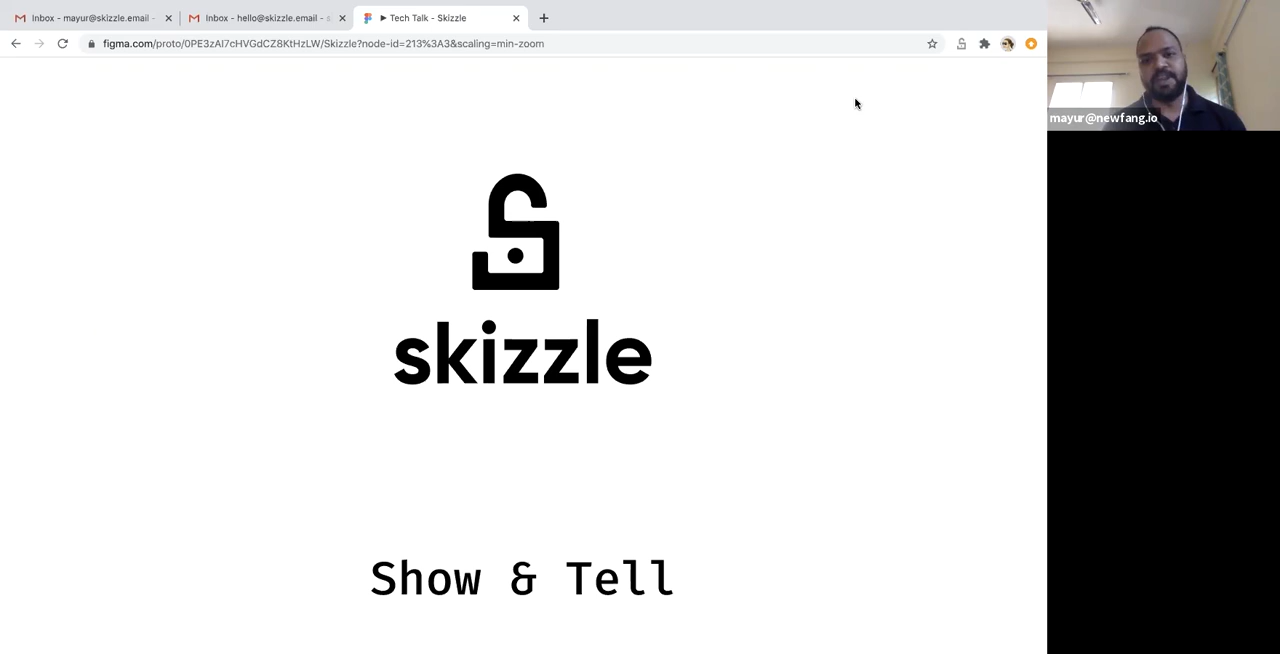 Inbox - mayur@skizzle.email -
Inbox - hello@skizzle.email - s
Tech Talk - Skizzle
figma.com/proto/0PE3zAI7cHVGdCZ8KtHzLW/Skizzle?node-id=213%3A3&scaling=min-zoom
mayur@newfang.io
skizzle
Show & Tell